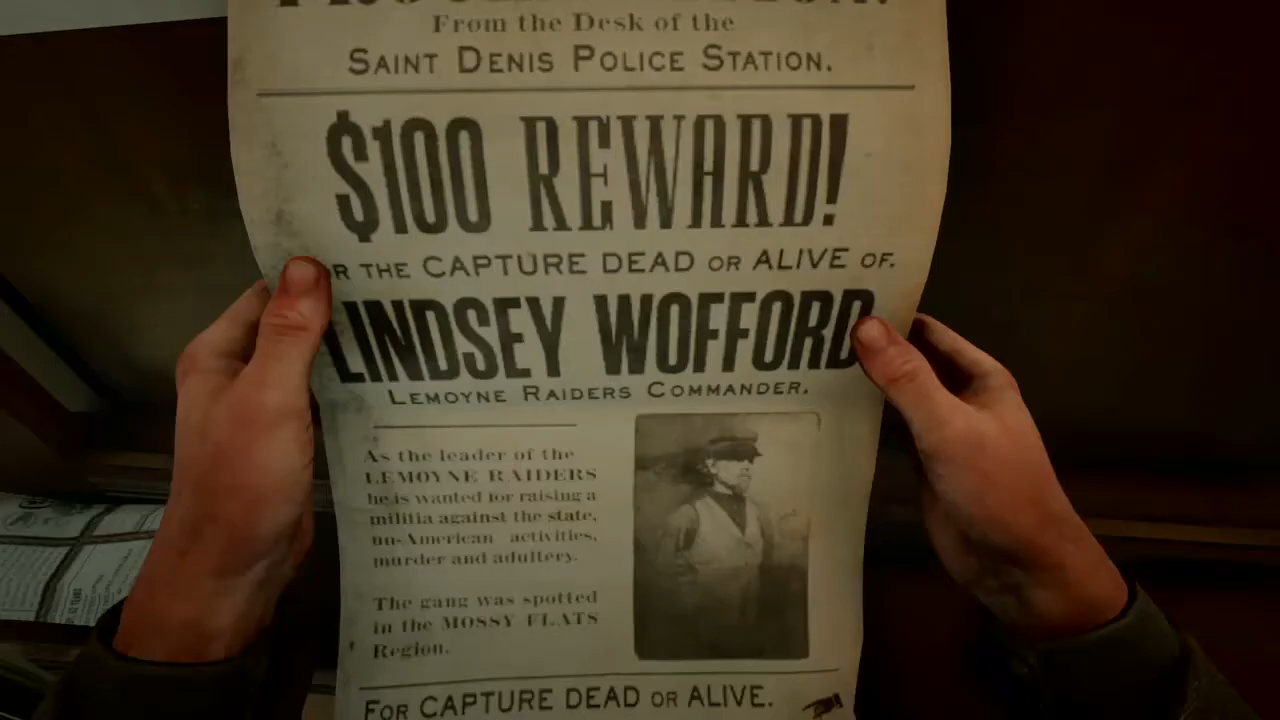 From the Desk of the
SAINT DENIS POLICE STATION.
$100 REWARD!
R THE CAPTURE DEAD OR ALIVE OF.
LINDSEY WOFFORD
LEMOYNE RAIDERS COMMANDER.
As the leader of the
LEMOYNE RAIDERS
he is wanted for raising a
militia against the state,
un-American activities,
murder and adultery.
The gang was spotted
in the MOSSY FLATS
Region.
FOR CAPTURE DEAD OR ALIVE.